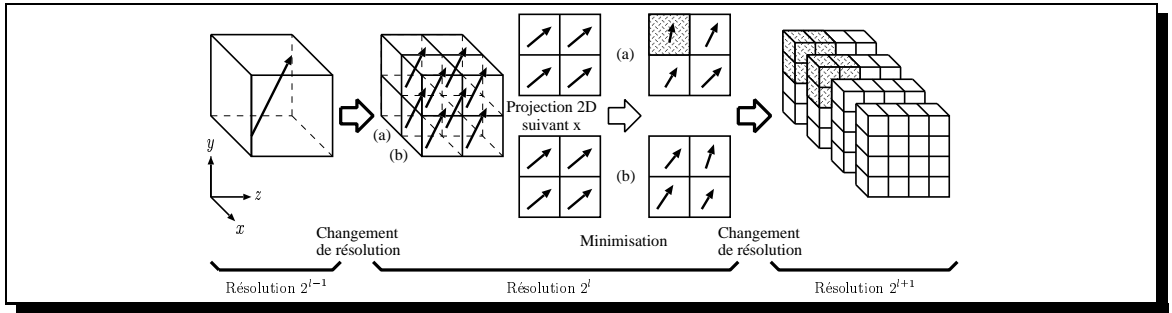 (a)
Projection 2D
suivant x
(a)
(b)
y
z
x
(b)
Minimisation
Changement
de résolution
Changement
de résolution
Résolution 2^{l-1}
Résolution 2^{l}
Résolution 2^{l+1}